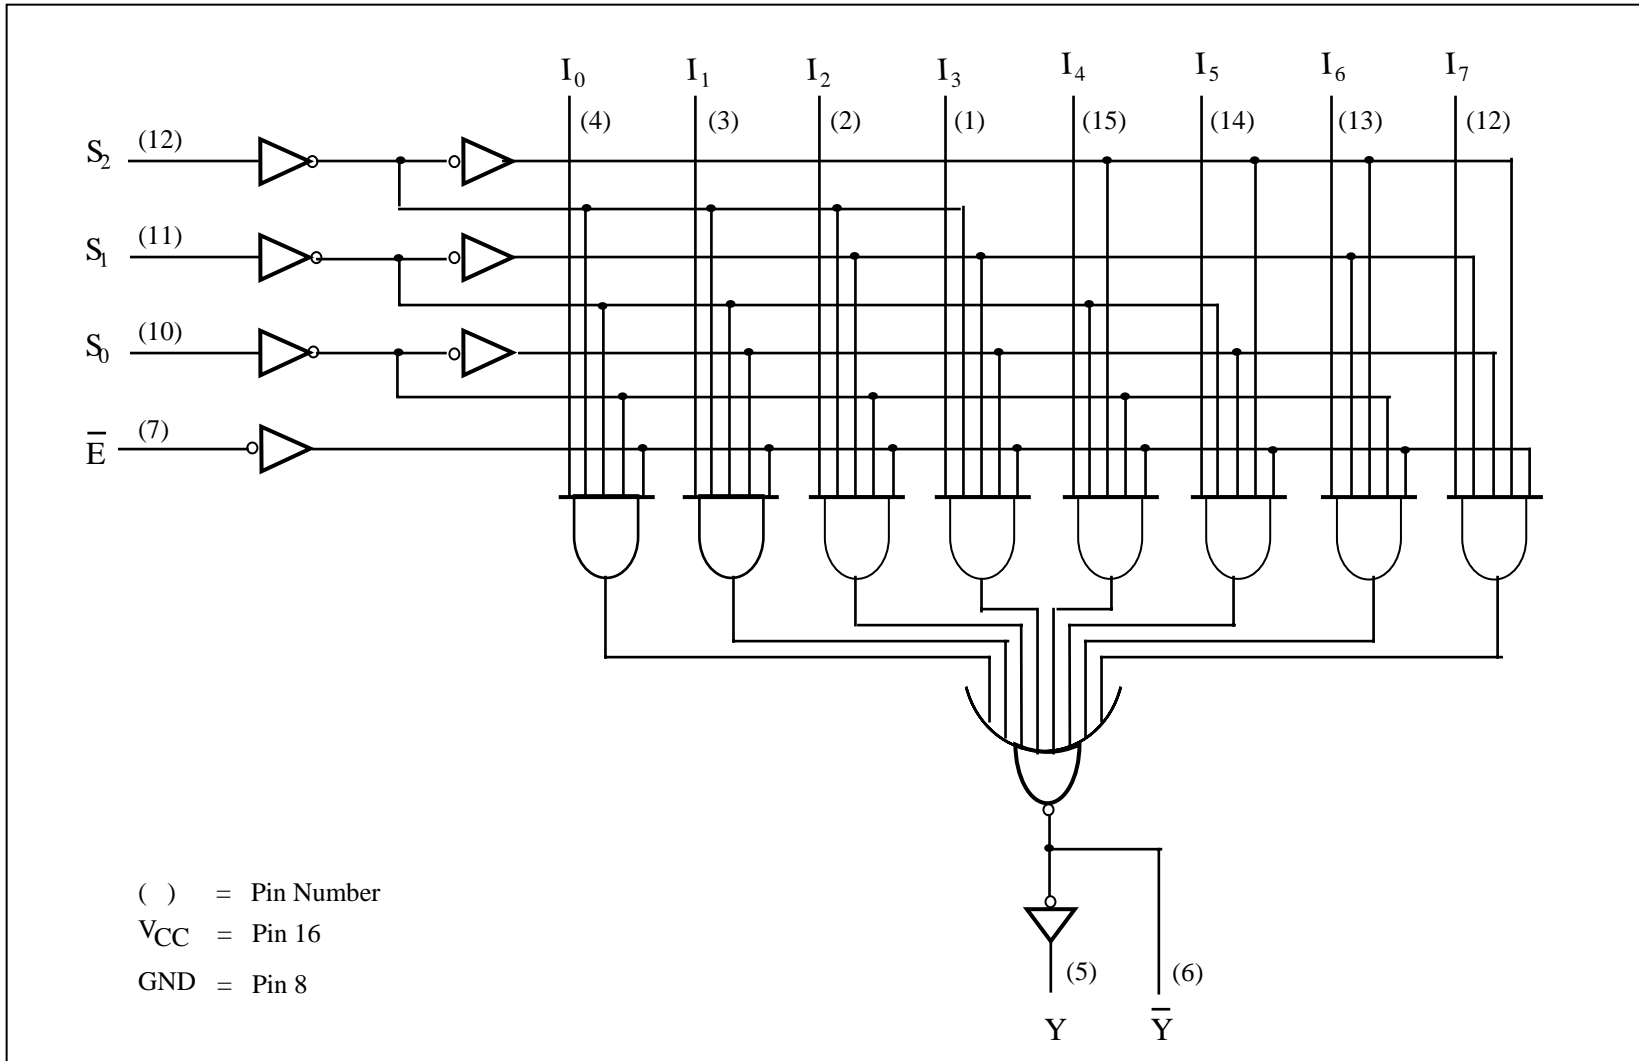 I0 I1 I2 I3 I4 I5 I6 I7
(4) (3) (2) (1) (15) (14) (13) (12)
S2 (12)
S1 (11)
S0 (10)
E̅ (7)
( ) = Pin Number
VCC = Pin 16
GND = Pin 8
(5) (6)
Y Y̅